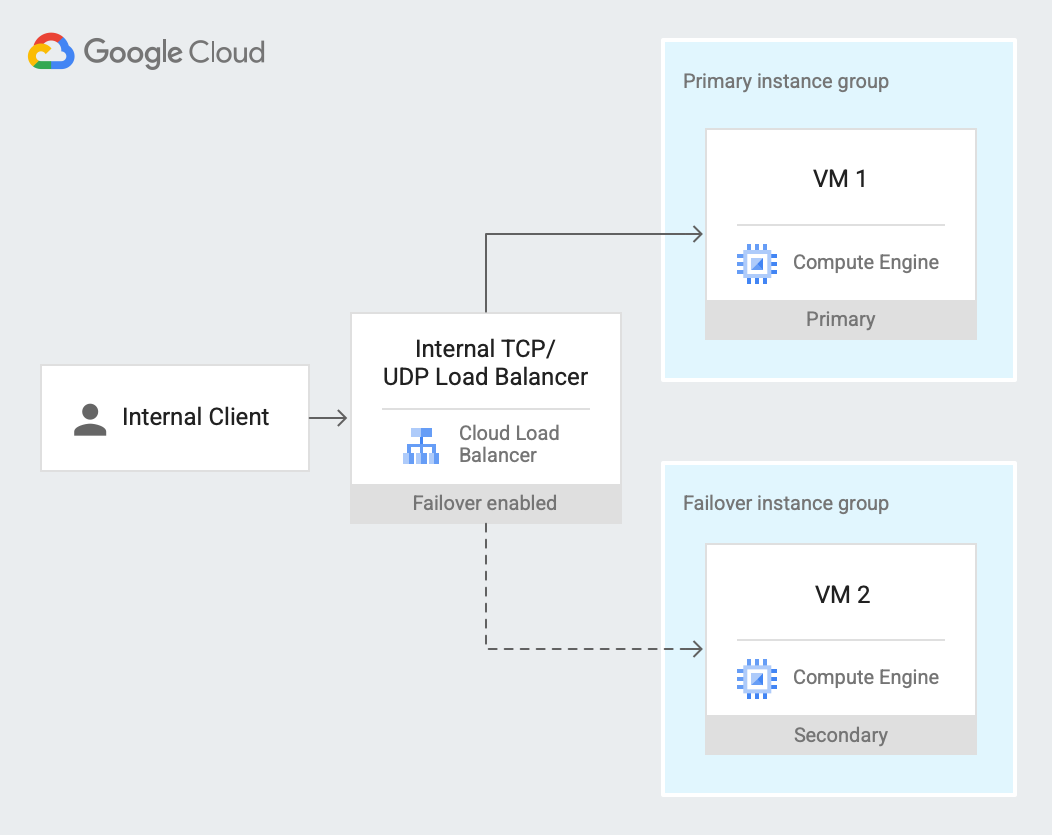 Google Cloud
Primary instance group
VM 1
Compute Engine
Primary
Internal Client
Internal TCP/
UDP Load Balancer
Cloud Load
Balancer
Failover enabled
Failover instance group
VM 2
Compute Engine
Secondary